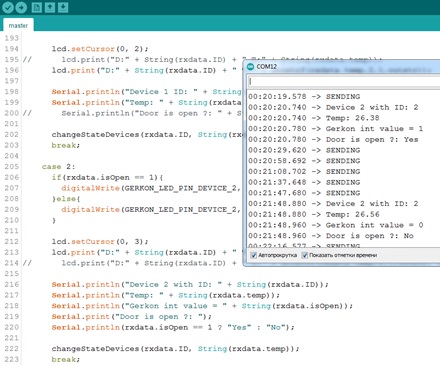 master
193
194 lcd.setCursor(0, 2);
195 // lcd.print("D:" + String(rxdata.ID) +
196 lcd.print("D:" + String(rxdata.ID) + "
197
198 Serial.println("Device 1 ID: " + String
199 Serial.println("Temp: " + String(rxdata
200 // Serial.println("Door is open ?: " + S
201
202 changeStateDevices(rxdata.ID, String(rx
203 break;
204
205 case 2:
206 if(rxdata.isOpen == 1){
207 digitalWrite(GERKON_LED_PIN_DEVICE_2,
208 }else{
209 digitalWrite(GERKON_LED_PIN_DEVICE_2,
210 }
211
212 lcd.setCursor(0, 3);
213 lcd.print("D:" + String(rxdata.ID) + "
214 // lcd.print("D:" + String(rxdata.ID) + "
215
216 Serial.println("Device 2 with ID: " + String(rxdata.ID));
217 Serial.println("Temp: " + String(rxdata.temp));
218 Serial.println("Gerkon int value = " + String(rxdata.isOpen));
219 Serial.print("Door is open ?: ");
220 Serial.println(rxdata.isOpen == 1 ? "Yes" : "No");
221
222 changeStateDevices(rxdata.ID, String(rxdata.temp));
223 break;
COM12
00:20:19.578 -> SENDING
00:20:20.740 -> Device 2 with ID: 2
00:20:20.740 -> Temp: 26.38
00:20:20.780 -> Gerkon int value = 1
00:20:20.780 -> Door is open ?: Yes
00:20:29.620 -> SENDING
00:20:58.692 -> SENDING
00:21:08.702 -> SENDING
00:21:37.648 -> SENDING
00:21:47.680 -> SENDING
00:21:48.880 -> Device 2 with ID: 2
00:21:48.880 -> Temp: 26.56
00:21:48.960 -> Gerkon int value = 0
00:21:48.960 -> Door is open ?: No
00:22:16.577 -> SENDING
Автопрокрутка Показать отметки времени